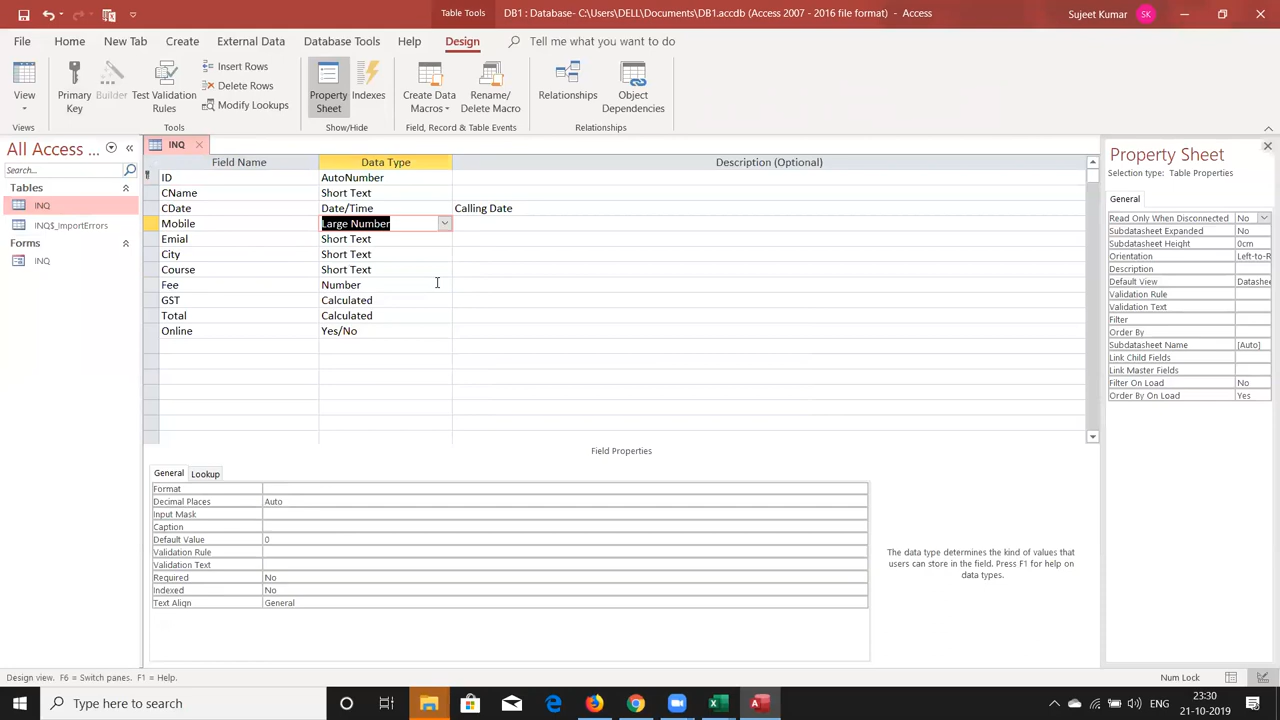 Table Tools
DB1 : Database- C:\Users\DELL\Documents\DB1.accdb (Access 2007 - 2016 file format) - Access
Sujeet Kumar
SK
File
Home
New Tab
Create
External Data
Database Tools
Help
Design
Tell me what you want to do
View
Primary Key
Builder
Test Validation Rules
Insert Rows
Delete Rows
Modify Lookups
Property Sheet
Indexes
Create Data Macros
Rename/ Delete Macro
Relationships
Object Dependencies
Views
Tools
Show/Hide
Field, Record & Table Events
Relationships
All Access ...
Search...
Tables
INQ
INQ$_ImportErrors
Forms
INQ
INQ
Field Name
Data Type
Description (Optional)
ID AutoNumber
CName Short Text
CDate Date/Time Calling Date
Mobile Large Number
Emial Short Text
City Short Text
Course Short Text
Fee Number
GST Calculated
Total Calculated
Online Yes/No
Field Properties
General
Lookup
Format
Decimal Places Auto
Input Mask
Caption
Default Value 0
Validation Rule
Validation Text
Required No
Indexed No
Text Align General
The data type determines the kind of values that
users can store in the field. Press F1 for help on
data types.
Property Sheet
Selection type: Table Properties
General
Read Only When Disconnected No
Subdatasheet Expanded No
Subdatasheet Height 0cm
Orientation Left-to-R
Description
Default View Datashee
Validation Rule
Validation Text
Filter
Order By
Subdatasheet Name [Auto]
Link Child Fields
Link Master Fields
Filter On Load No
Order By On Load Yes
Design view. F6 = Switch panes. F1 = Help.
Num Lock
Type here to search
23:30
21-10-2019